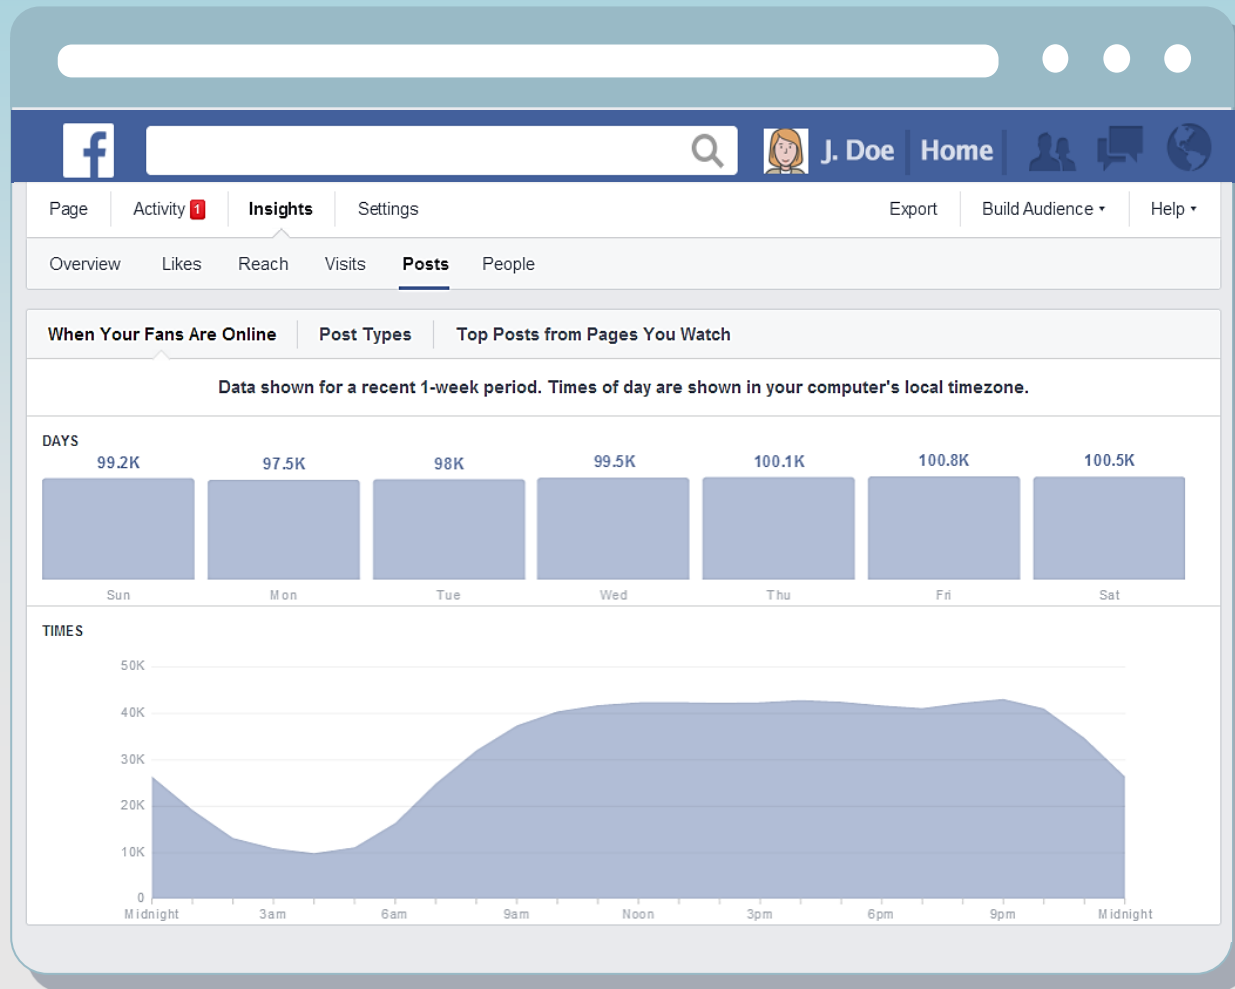 f
J. Doe Home
Page Activity 1 Insights Settings Export Build Audience Help
Overview Likes Reach Visits Posts People
When Your Fans Are Online Post Types Top Posts from Pages You Watch
Data shown for a recent 1-week period. Times of day are shown in your computer's local timezone.
DAYS
99.2K 97.5K 98K 99.5K 100.1K 100.8K 100.5K
Sun Mon Tue Wed Thu Fri Sat
TIMES
50K
40K
30K
20K
10K
0
Midnight 3am 6am 9am Noon 3pm 6pm 9pm Midnight